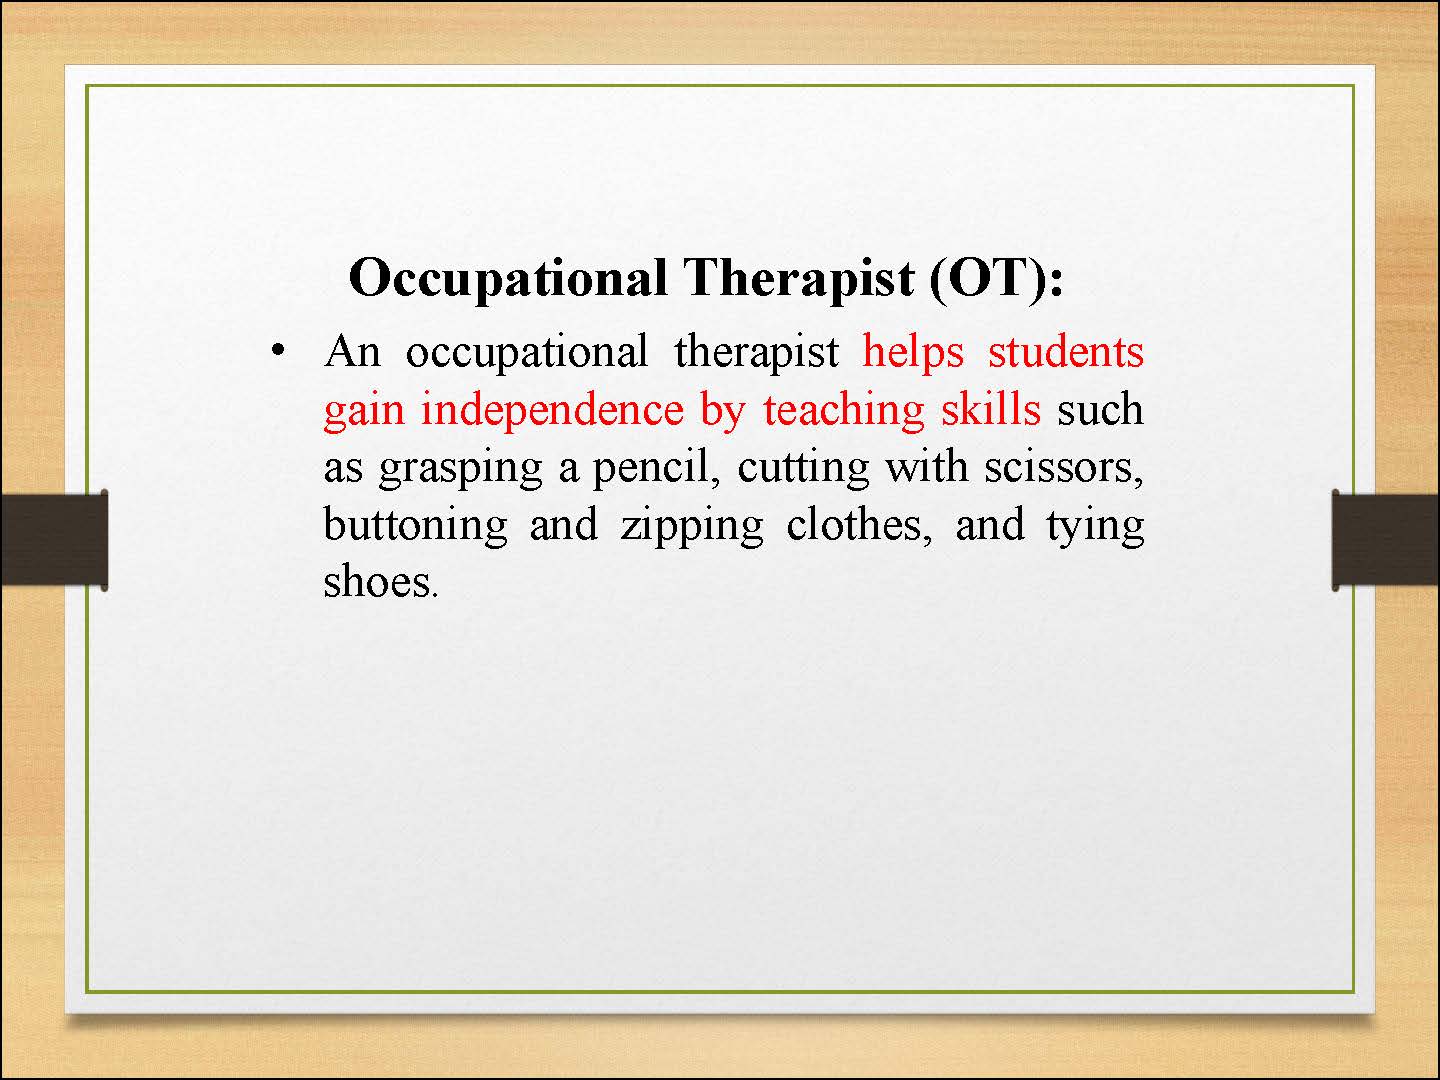 Occupational Therapist (OT):
• An occupational therapist helps students
gain independence by teaching skills such
as grasping a pencil, cutting with scissors,
buttoning and zipping clothes, and tying
shoes.